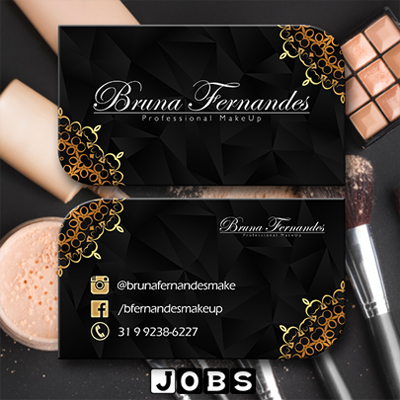 Bruna Fernandes
Professional MakeUp
Bruna Fernandes
Professional MakeUp
@brunafernandesmake
/bfernandesmakeup
31 9 9238-6227
JOBS